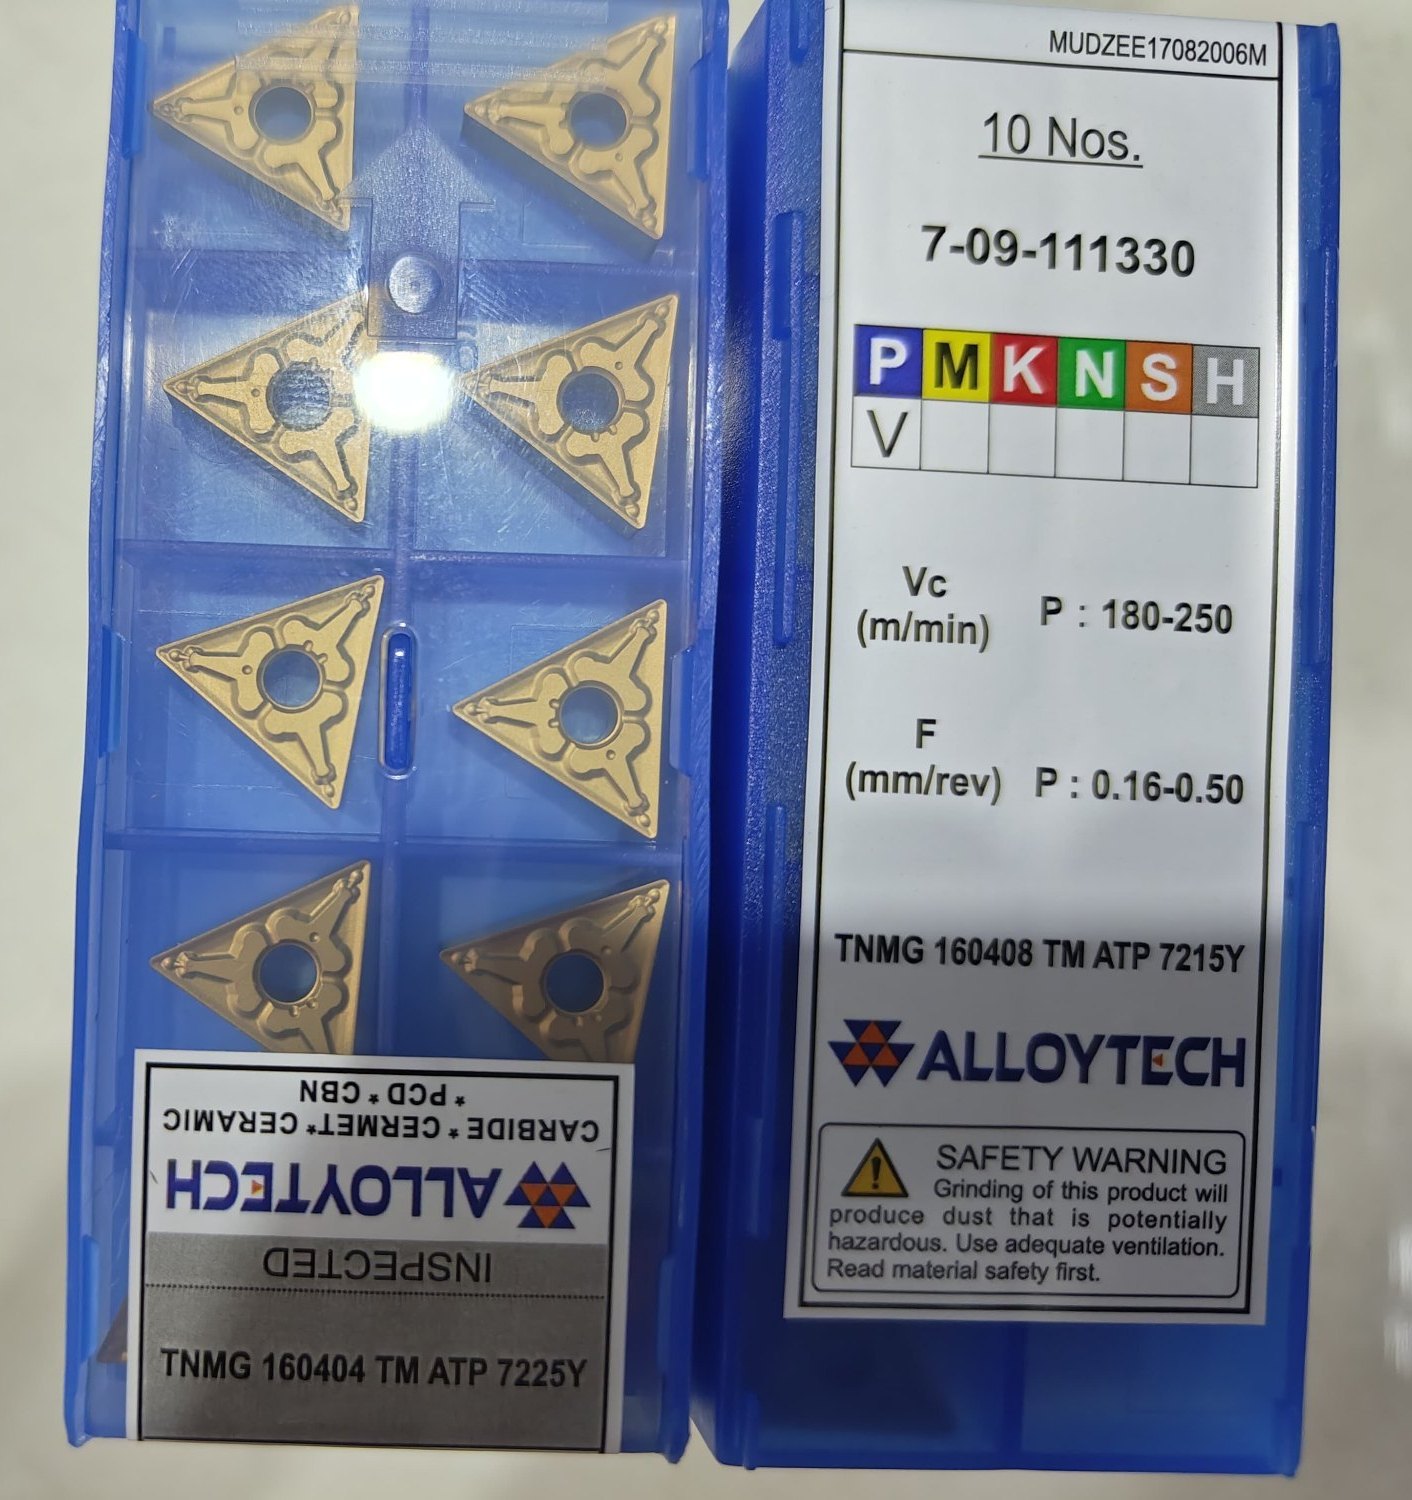 MUDZEE17082006M
10 Nos.
7-09-111330
P M K N S H
V
Vc
(m/min) P : 180-250
F
(mm/rev) P : 0.16-0.50
TNMG 160408 TM ATP 7215Y
ALLOYTECH
SAFETY WARNING
Grinding of this product will
produce dust that is potentially
hazardous. Use adequate ventilation.
Read material safety first.
ALLOYTECH
CARBIDE * CERMET* CERAMIC
* PCD * CBN
INSPECTED
TNMG 160404 TM ATP 7225Y